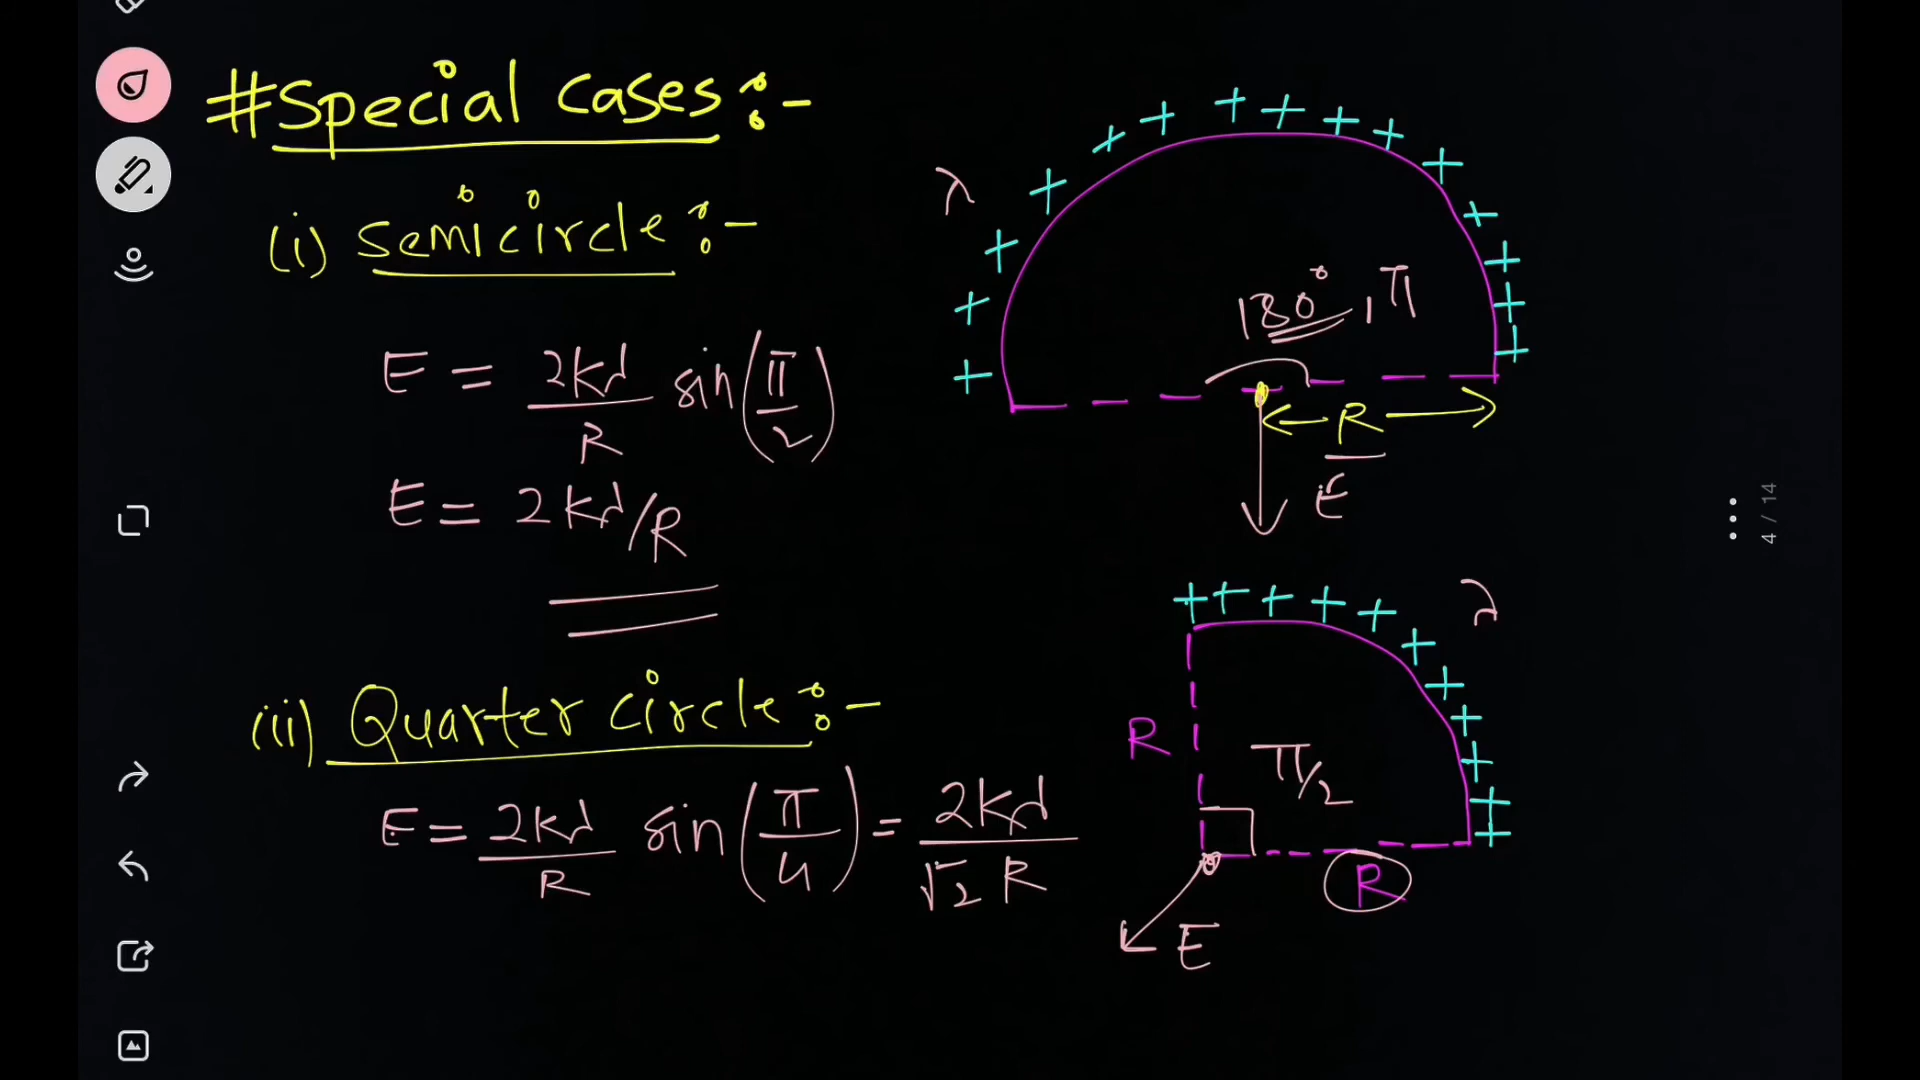 #Special Cases:-
(i) Semicircle:-
λ
180°, π
E = 2kλ/R sin(π/2)
R
E = 2kλ/R
E
λ
(ii) Quarter circle:-
R
π/2
E = 2kλ/R sin(π/4) = 2kλ/√2 R
R
E
4 / 14